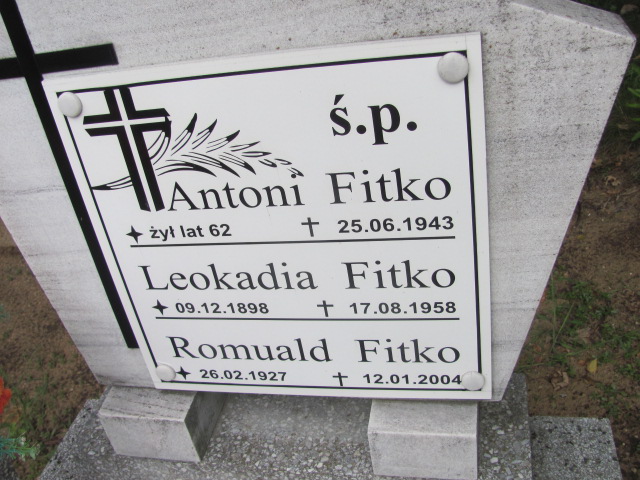 ś.p.
Antoni Fitko
żył lat 62 25.06.1943
Leokadia Fitko
09.12.1898 17.08.1958
Romuald Fitko
26.02.1927 12.01.2004